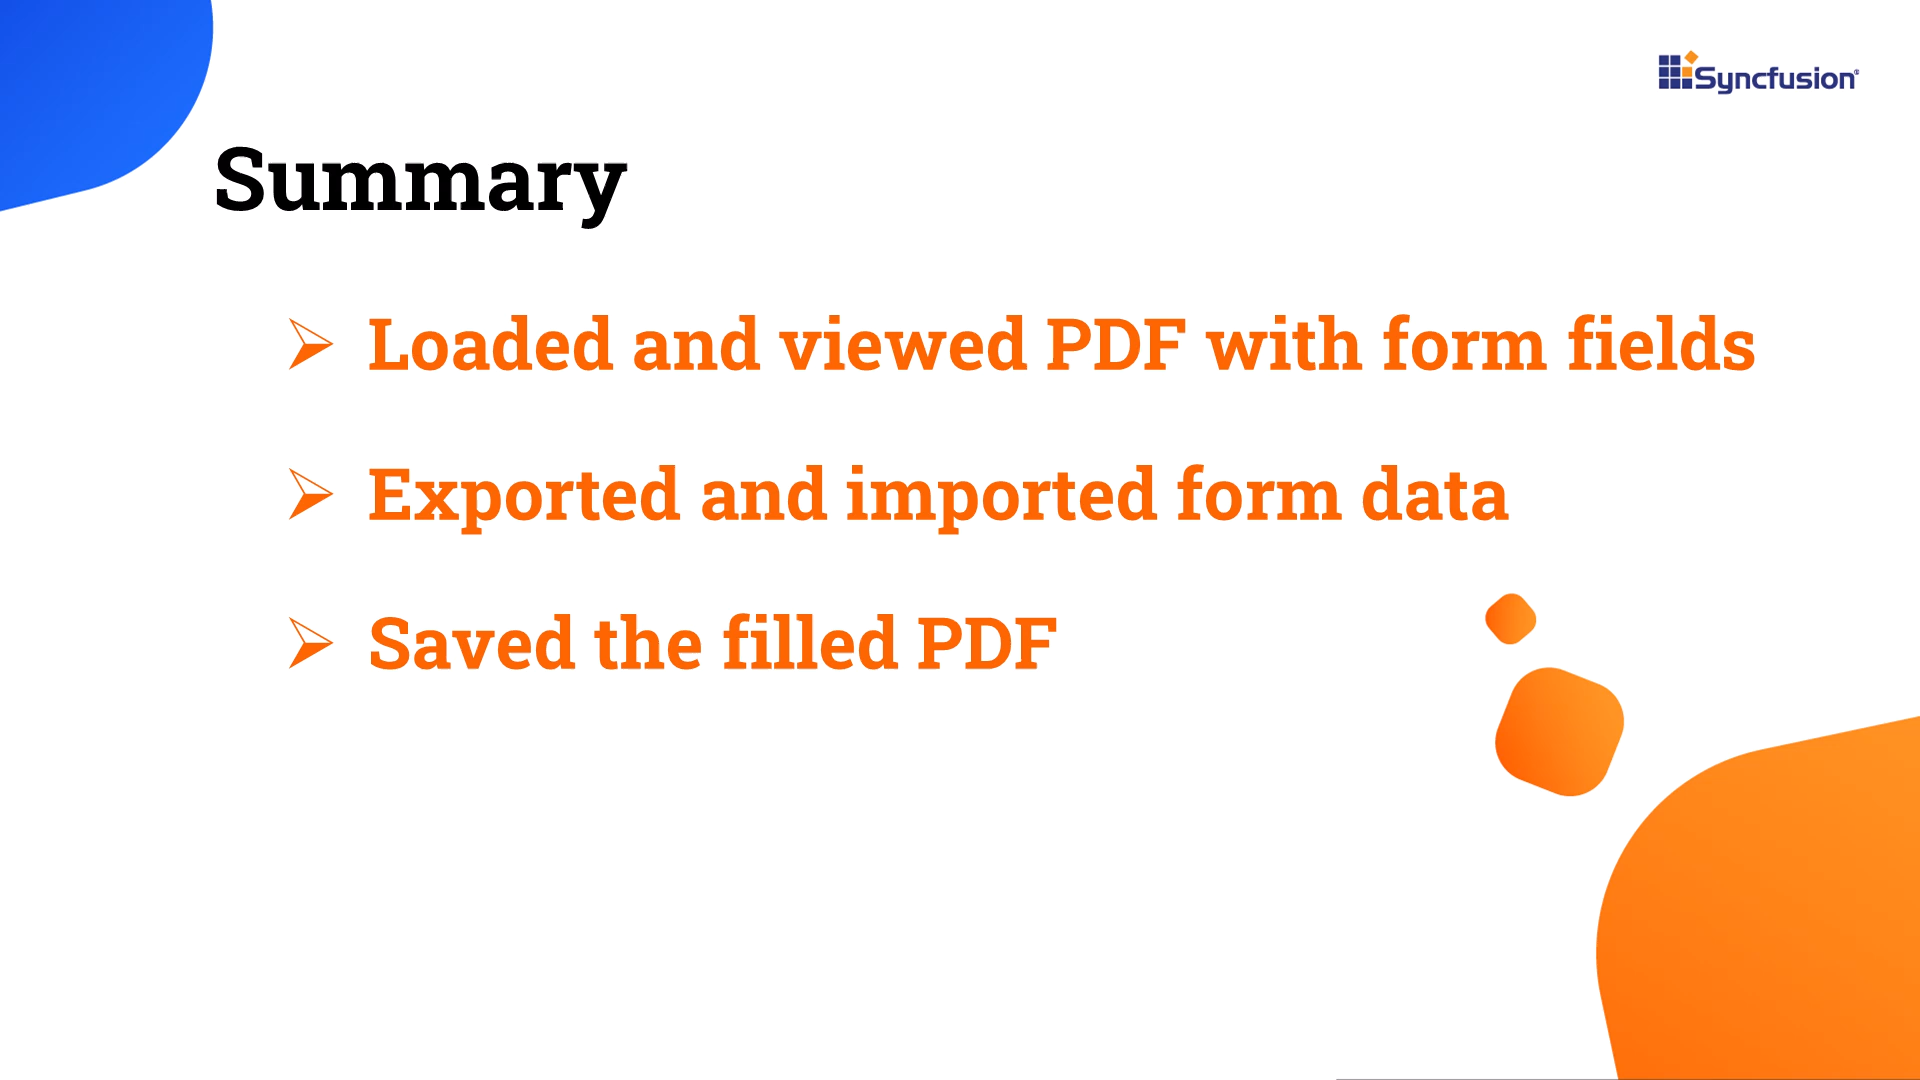 Syncfusion®
Summary
➢ Loaded and viewed PDF with form fields
➢ Exported and imported form data
➢ Saved the filled PDF